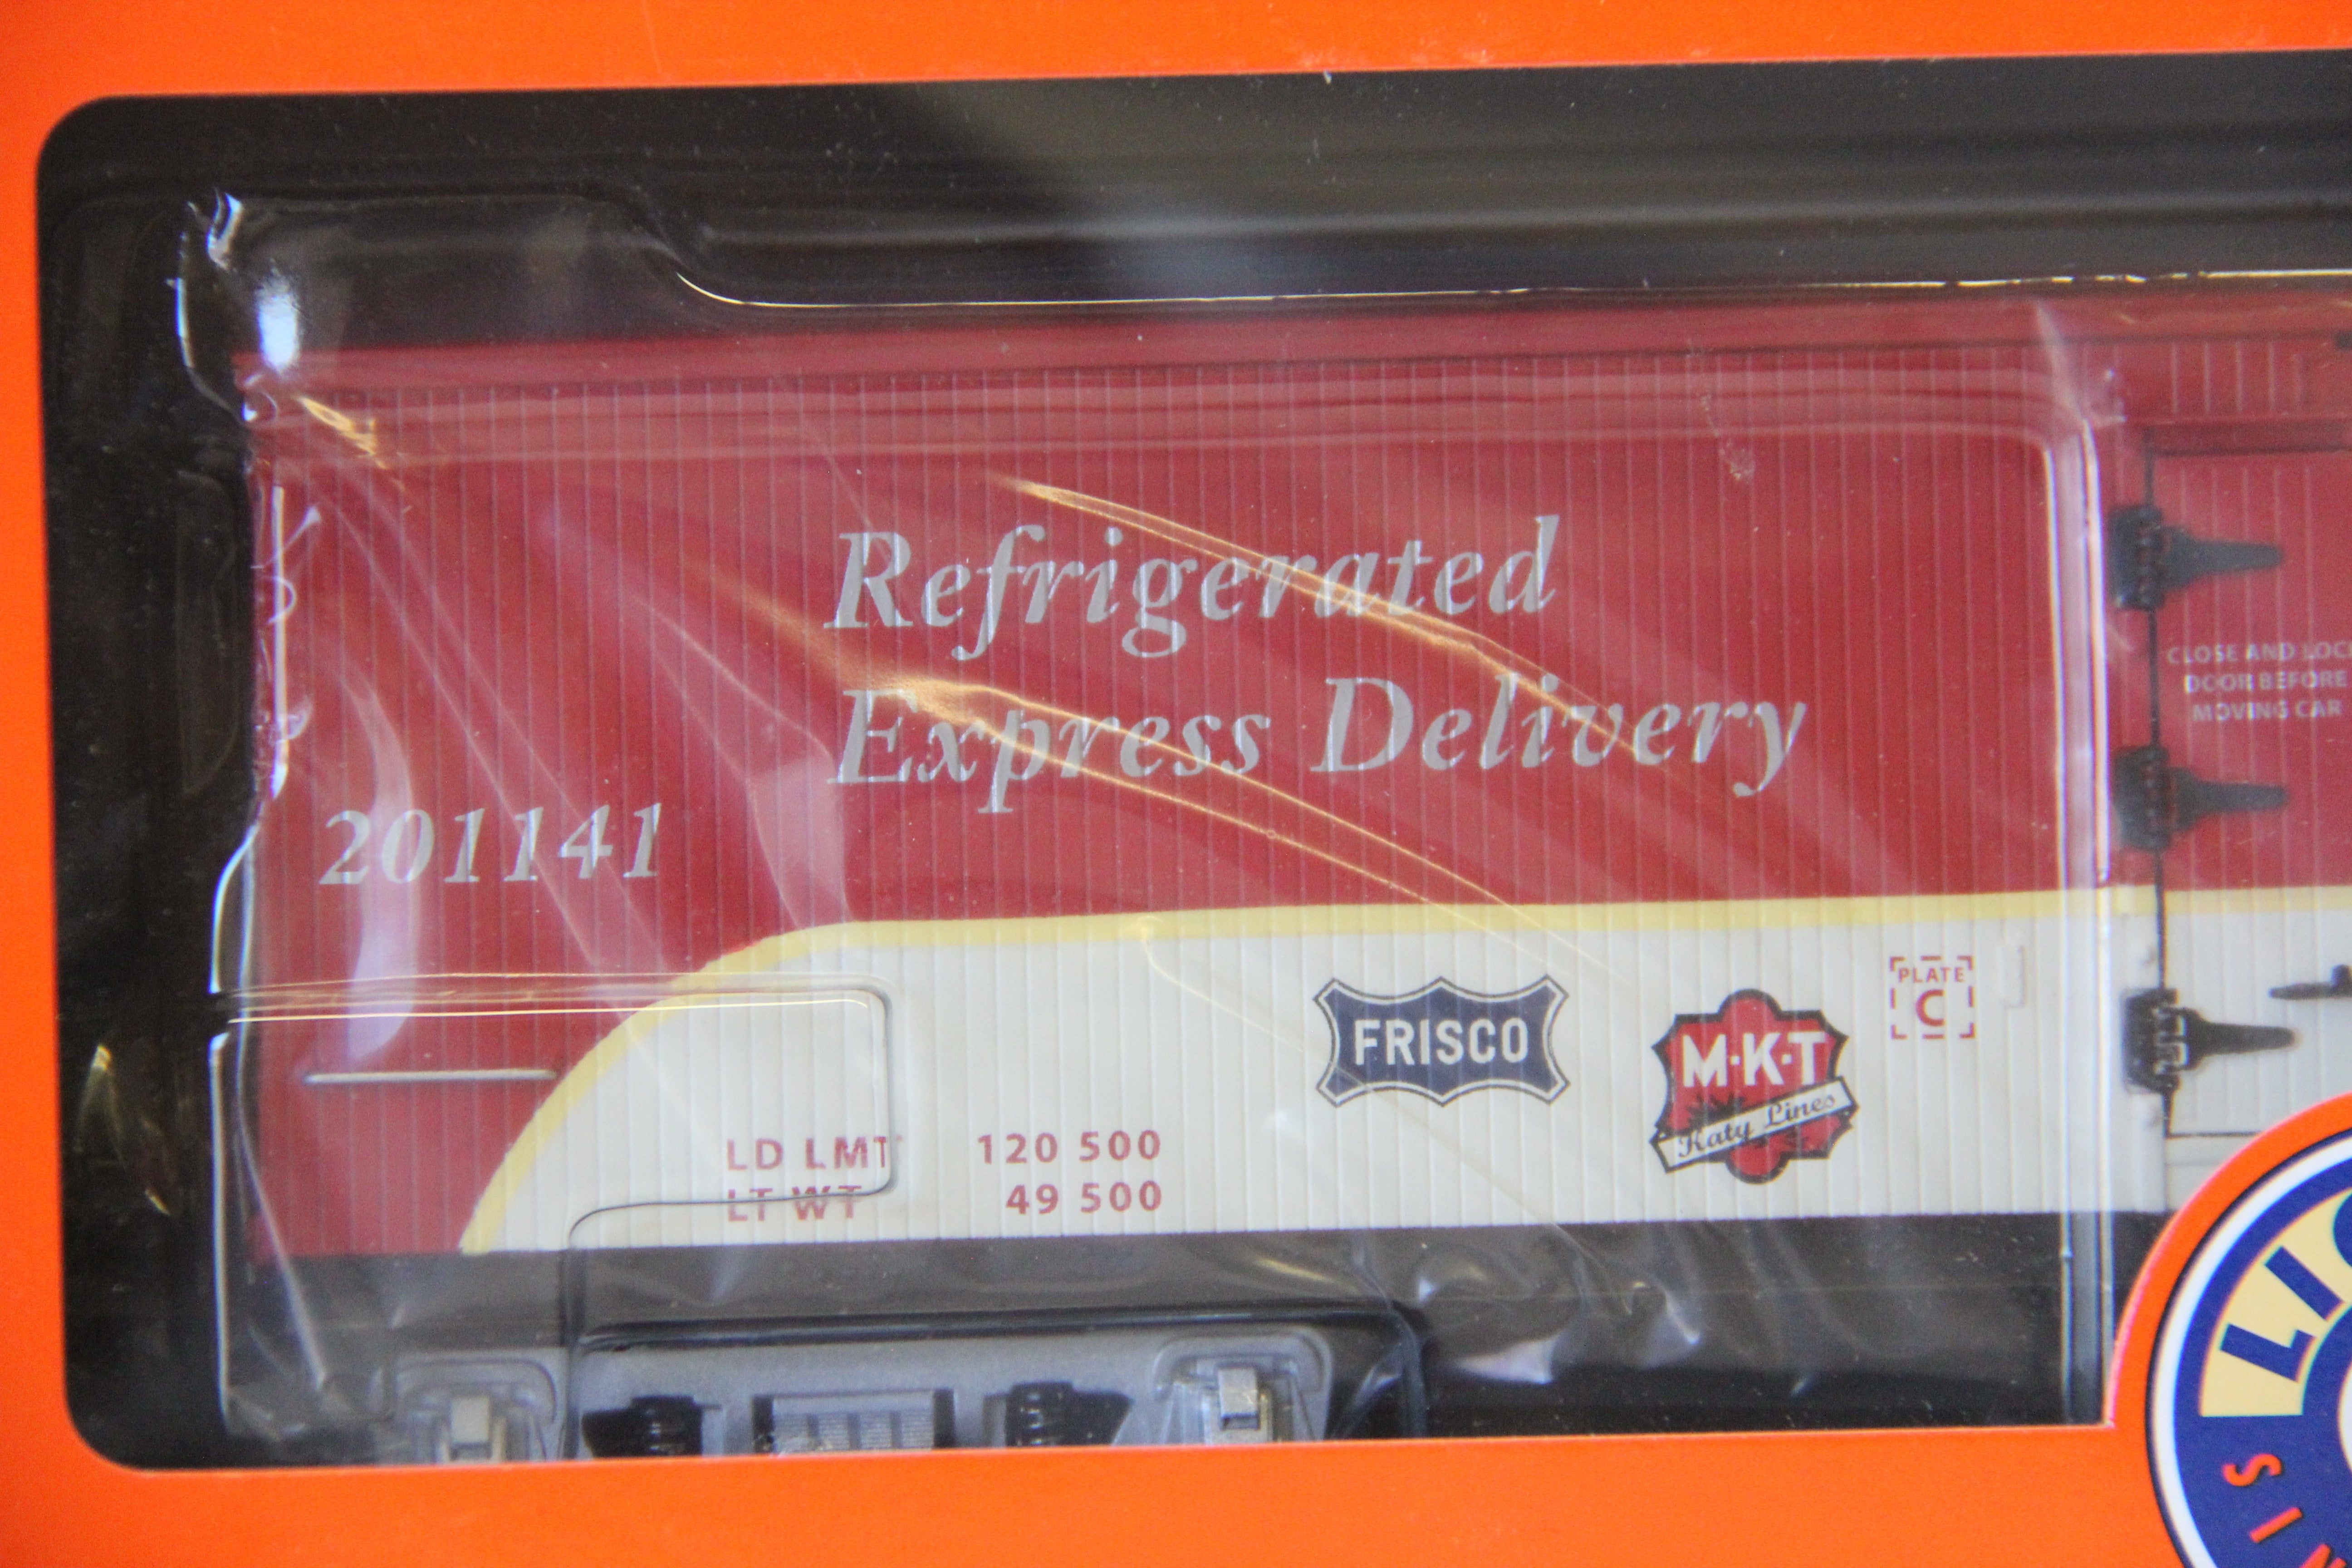 Refrigerated
Express Delivery
201141
CLOSE AND
DOOR BEFORE
MOVING CAR
FRISCO
M·K·T
Katy Lines
PLATE
C
LD LMT 120 500
LT WT 49 500